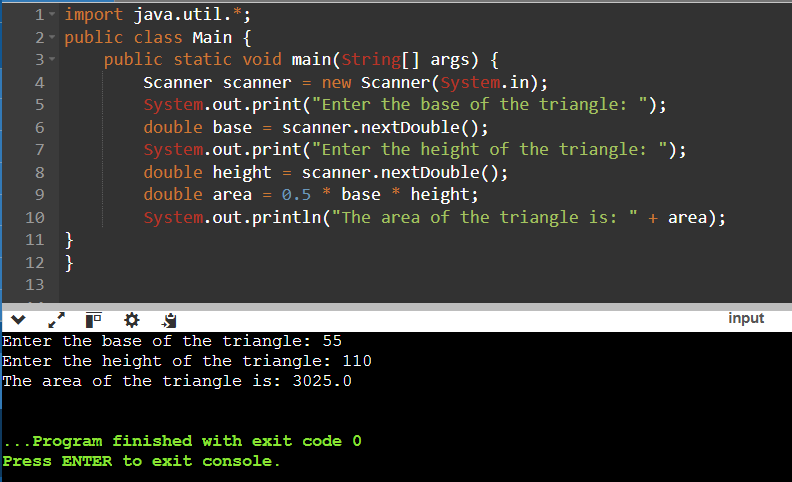 1 import java.util.*;
2 public class Main {
3     public static void main(String[] args) {
4         Scanner scanner = new Scanner(System.in);
5         System.out.print("Enter the base of the triangle: ");
6         double base = scanner.nextDouble();
7         System.out.print("Enter the height of the triangle: ");
8         double height = scanner.nextDouble();
9         double area = 0.5 * base * height;
10         System.out.println("The area of the triangle is: " + area);
11 }
12 }
13
input
Enter the base of the triangle: 55
Enter the height of the triangle: 110
The area of the triangle is: 3025.0
...Program finished with exit code 0
Press ENTER to exit console.